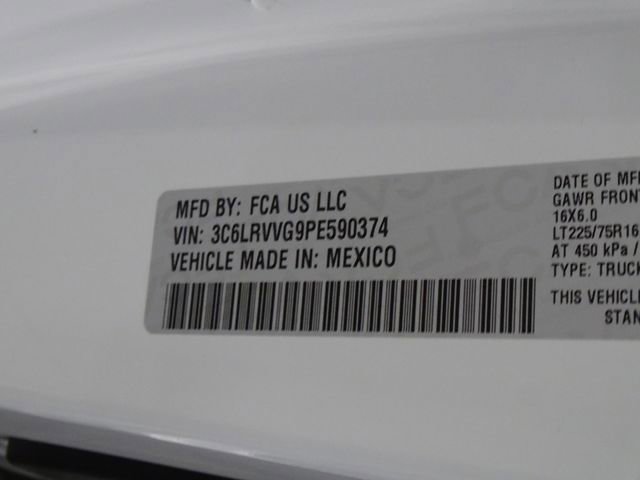 MFD BY: FCA US LLC
VIN: 3C6LRVVG9PE590374
VEHICLE MADE IN: MEXICO
DATE OF MF
GAWR FRONT
16X6.0
LT225/75R16
AT 450 kPa /
TYPE: TRUCK
THIS VEHICLE
STAN